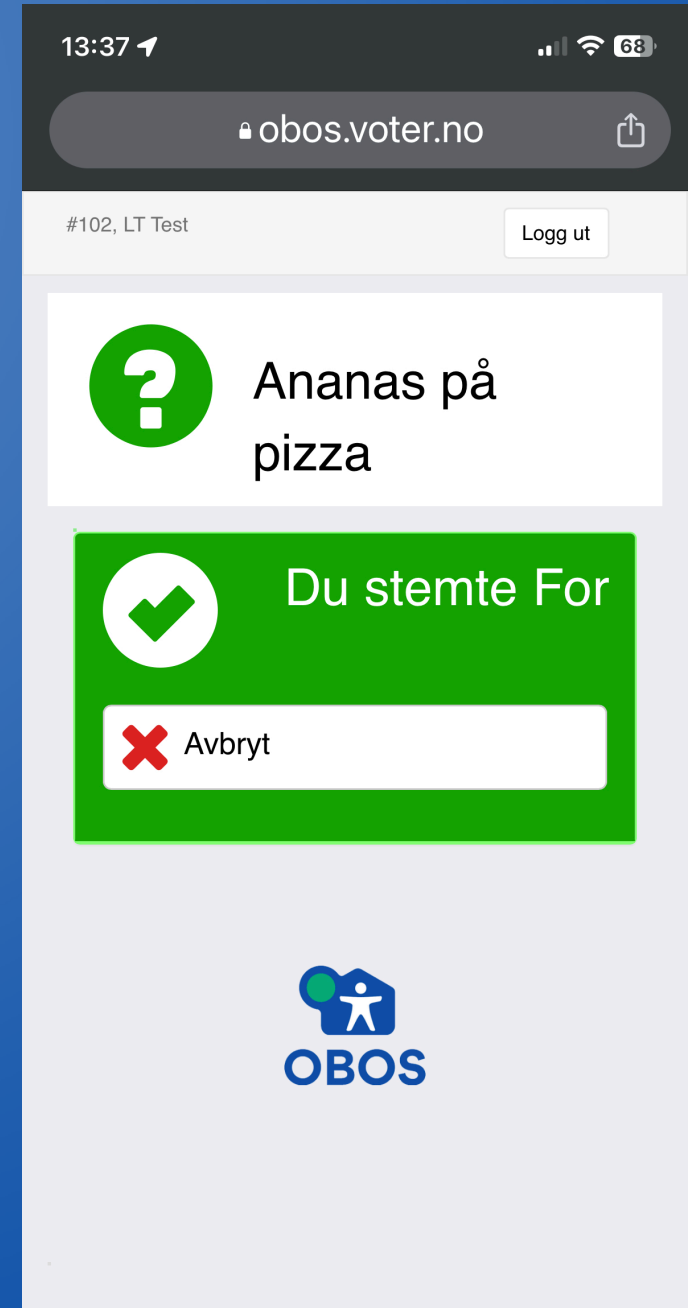 13:37
68
obos.voter.no
#102, LT Test
Logg ut
?
Ananas på
pizza
Du stemte For
Avbryt
OBOS